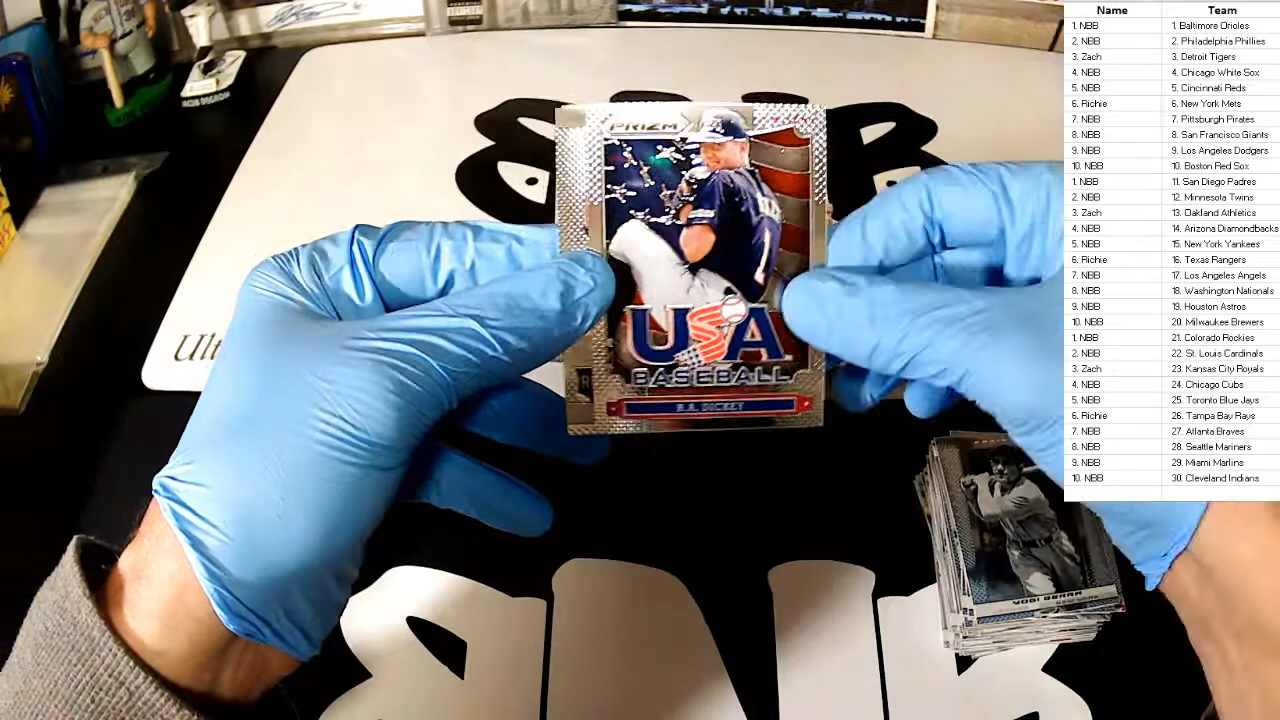 PRIZM
1
USA
BASEBALL
R.A. DICKEY
JACOB DEGROM
Ult
YOGI BERRA
Name Team
1. NBB 1. Baltimore Orioles
2. NBB 2. Philadelphia Phillies
3. Zach 3. Detroit Tigers
4. NBB 4. Chicago White Sox
5. NBB 5. Cincinnati Reds
6. Richie 6. New York Mets
7. NBB 7. Pittsburgh Pirates
8. NBB 8. San Francisco Giants
9. NBB 9. Los Angeles Dodgers
10. NBB 10. Boston Red Sox
1. NBB 11. San Diego Padres
2. NBB 12. Minnesota Twins
3. Zach 13. Oakland Athletics
4. NBB 14. Arizona Diamondbacks
5. NBB 15. New York Yankees
6. Richie 16. Texas Rangers
7. NBB 17. Los Angeles Angels
8. NBB 18. Washington Nationals
9. NBB 19. Houston Astros
10. NBB 20. Milwaukee Brewers
1. NBB 21. Colorado Rockies
2. NBB 22. St. Louis Cardinals
3. Zach 23. Kansas City Royals
4. NBB 24. Chicago Cubs
5. NBB 25. Toronto Blue Jays
6. Richie 26. Tampa Bay Rays
7. NBB 27. Atlanta Braves
8. NBB 28. Seattle Mariners
9. NBB 29. Miami Marlins
10. NBB 30. Cleveland Indians